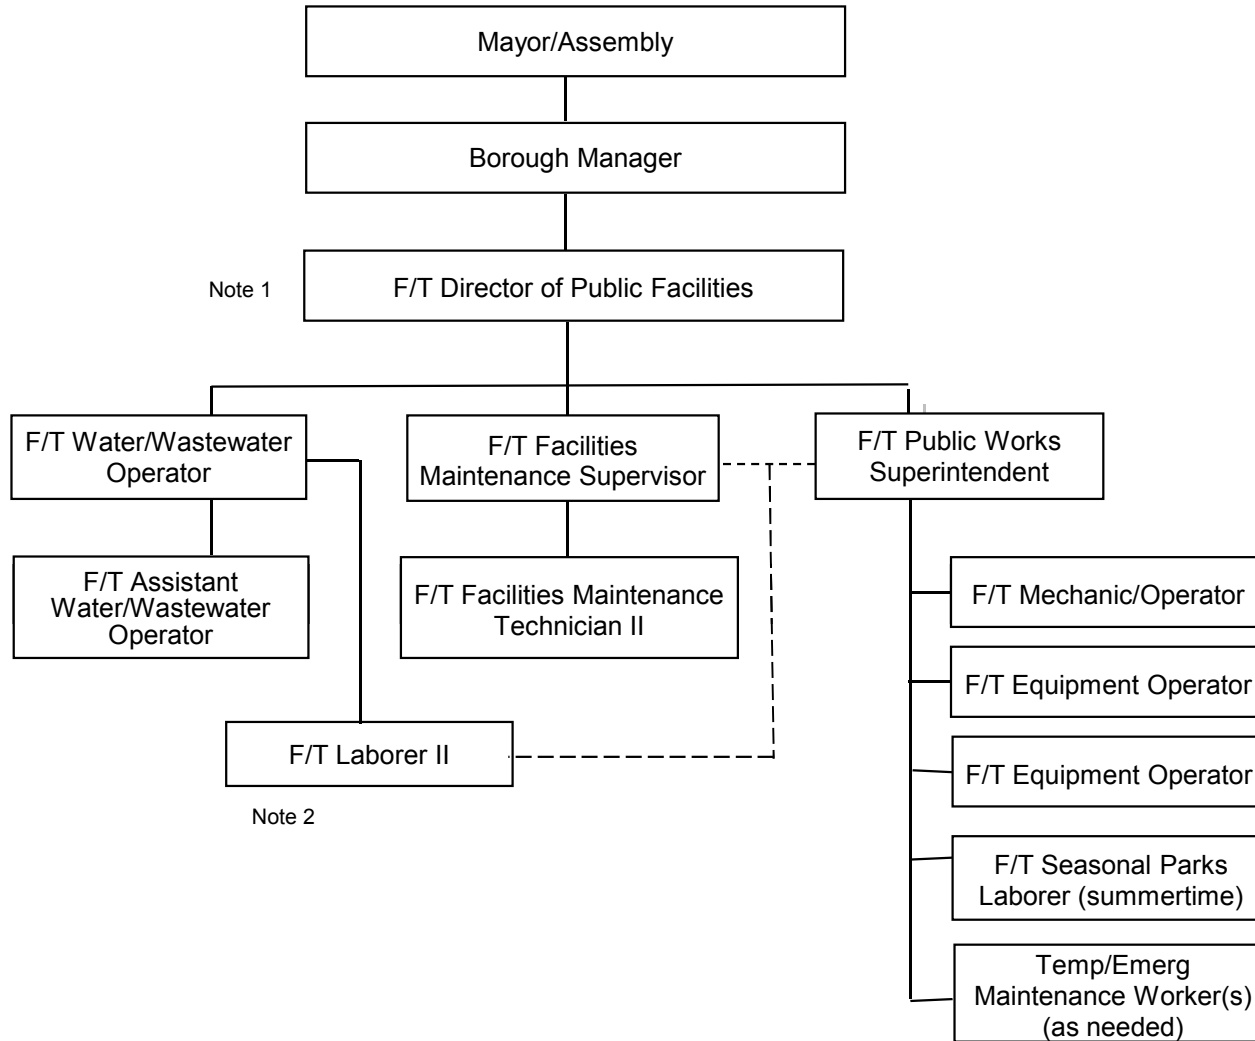 Mayor/Assembly
Borough Manager
Note 1
F/T Director of Public Facilities
F/T Water/Wastewater
Operator
F/T Facilities
Maintenance Supervisor
F/T Public Works
Superintendent
F/T Assistant
Water/Wastewater
Operator
F/T Facilities Maintenance
Technician II
F/T Mechanic/Operator
F/T Equipment Operator
F/T Laborer II
Note 2
F/T Equipment Operator
F/T Seasonal Parks
Laborer (summertime)
Temp/Emerg
Maintenance Worker(s)
(as needed)